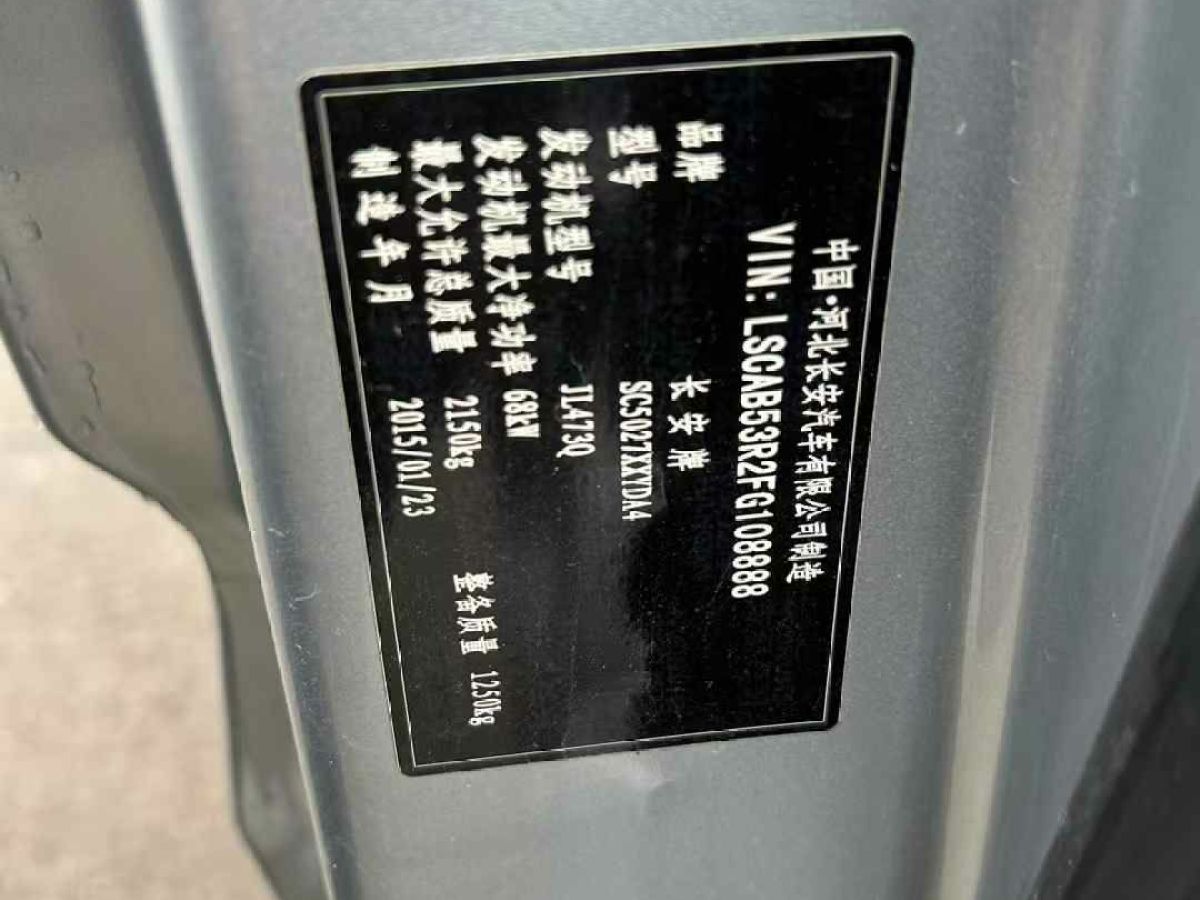 中国·河北长安汽车有限公司制造
VIN: LSCAB53R2FG108888
品牌 长安牌
型号 SC5027XXYDA4
发动机型号 JL473Q
发动机最大净功率 68kW
最大允许总质量 2150kg 整备质量 1250kg
制造年月 2015/01/23